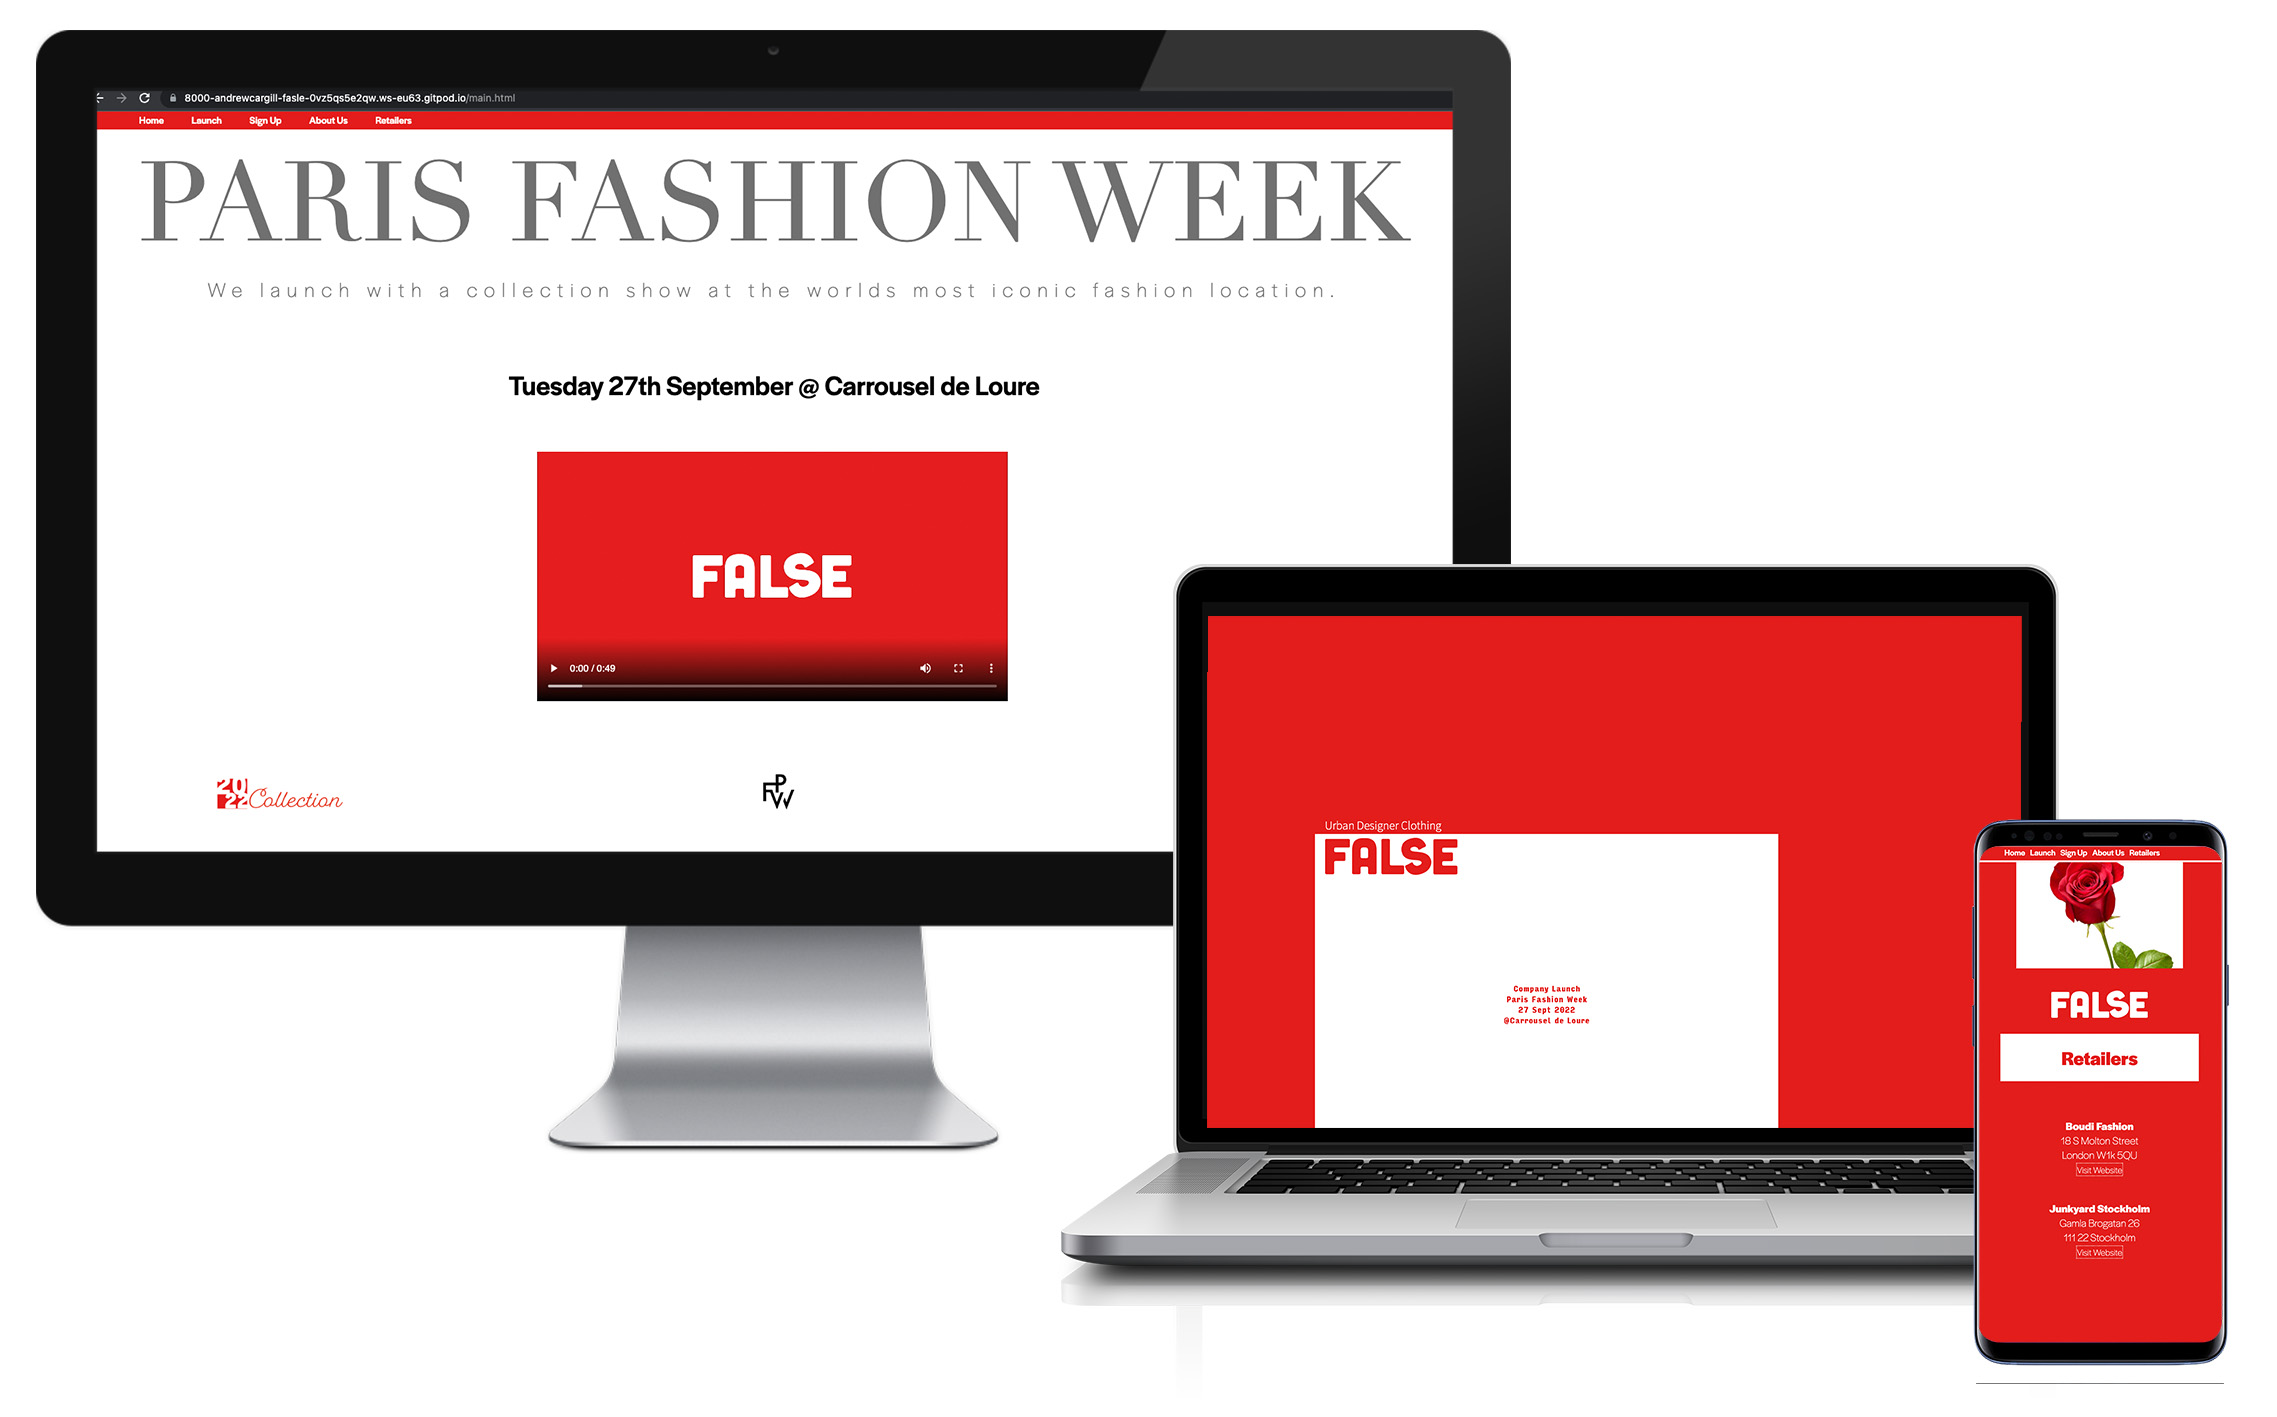 8000-andrewcargill-fasle-0vz5qs5e2qw.ws-eu63.gitpod.io/main.html
Home Launch Sign Up About Us Retailers
PARIS FASHION WEEK
We launch with a collection show at the worlds most iconic fashion location.
Tuesday 27th September @ Carrousel de Loure
FALSE
0:00 / 0:49
2022 Collection
PFW
Urban Designer Clothing
FALSE
Company Launch
Paris Fashion Week
27 Sept 2022
@Carrousel de Loure
Home Launch Sign Up About Us Retailers
FALSE
Retailers
Boudi Fashion
18 S Molton Street
London W1k 5QU
Visit Website
Junkyard Stockholm
Gamla Brogatan 26
111 22 Stockholm
Visit Website